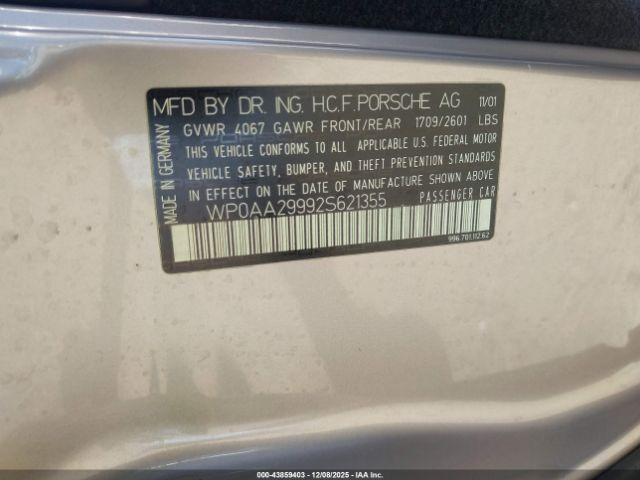 MFD BY DR. ING. H.C.F. PORSCHE AG 11/01
GVWR 4067 GAWR FRONT/REAR 1709/2601 LBS
THIS VEHICLE CONFORMS TO ALL APPLICABLE U.S. FEDERAL MOTOR
VEHICLE SAFETY, BUMPER, AND THEFT PREVENTION STANDARDS
IN EFFECT ON THE DATE OF MANUFACTURE SHOWN ABOVE
WP0AA29992S621355 PASSENGER CAR
MADE IN GERMANY
996.701.112.62
00-43859403 - 12/08/2025 - IAA Inc.